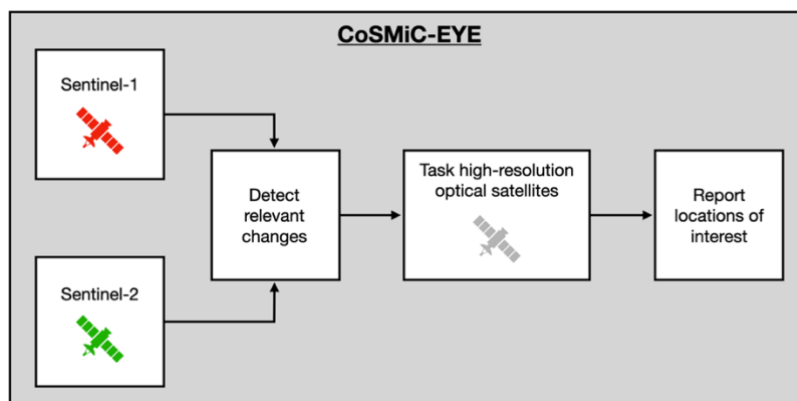 CoSMiC-EYE
Sentinel-1
Sentinel-2
Detect
relevant
changes
Task high-resolution
optical satellites
Report
locations of
interest